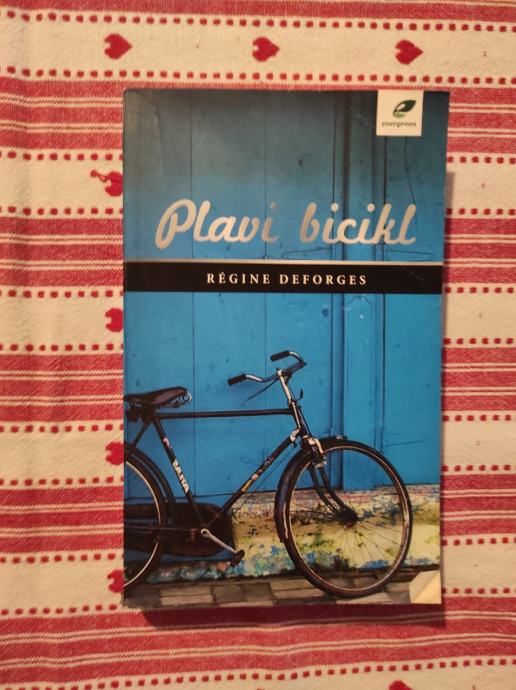 evergreen
Plavi bicikl
RÉGINE DEFORGES